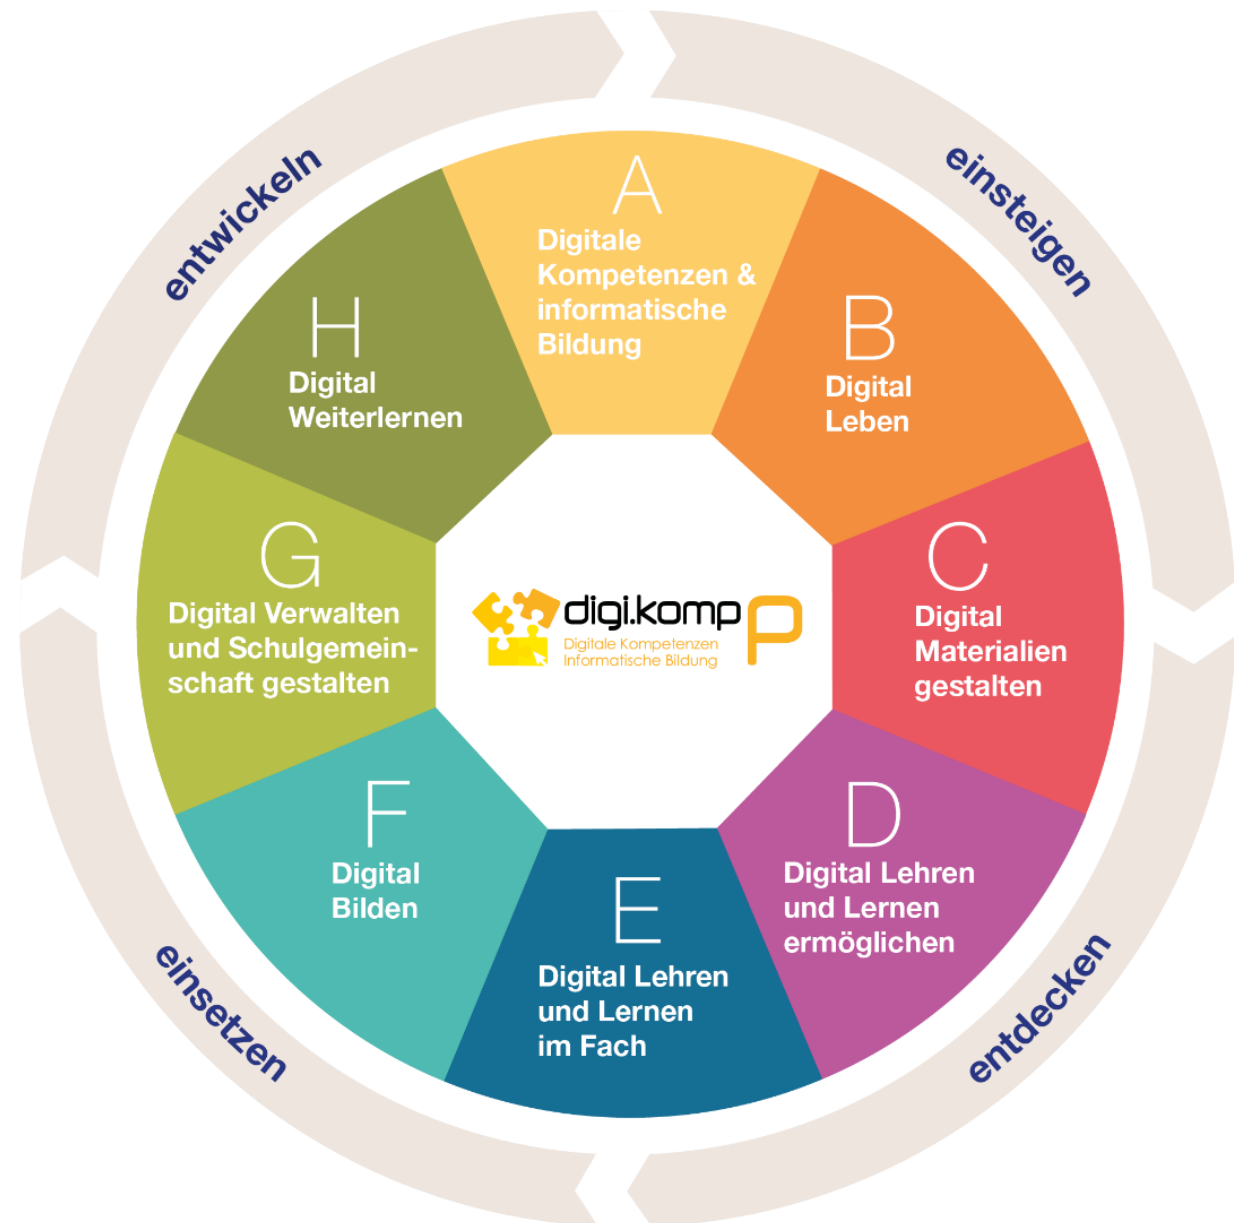 entwickeln
einsteigen
A
Digitale
Kompetenzen &
informatische
Bildung
B
Digital
Leben
C
Digital
Materialien
gestalten
D
Digital Lehren
und Lernen
ermöglichen
E
Digital Lehren
und Lernen
im Fach
F
Digital
Bilden
G
Digital Verwalten
und Schulgemein-
schaft gestalten
H
Digital
Weiterlernen
digi.komp P
Digitale Kompetenzen
Informatische Bildung
entdecken
einsetzen